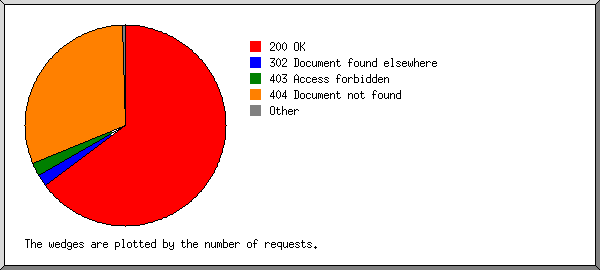 200 OK
302 Document found elsewhere
403 Access forbidden
404 Document not found
Other
The wedges are plotted by the number of requests.